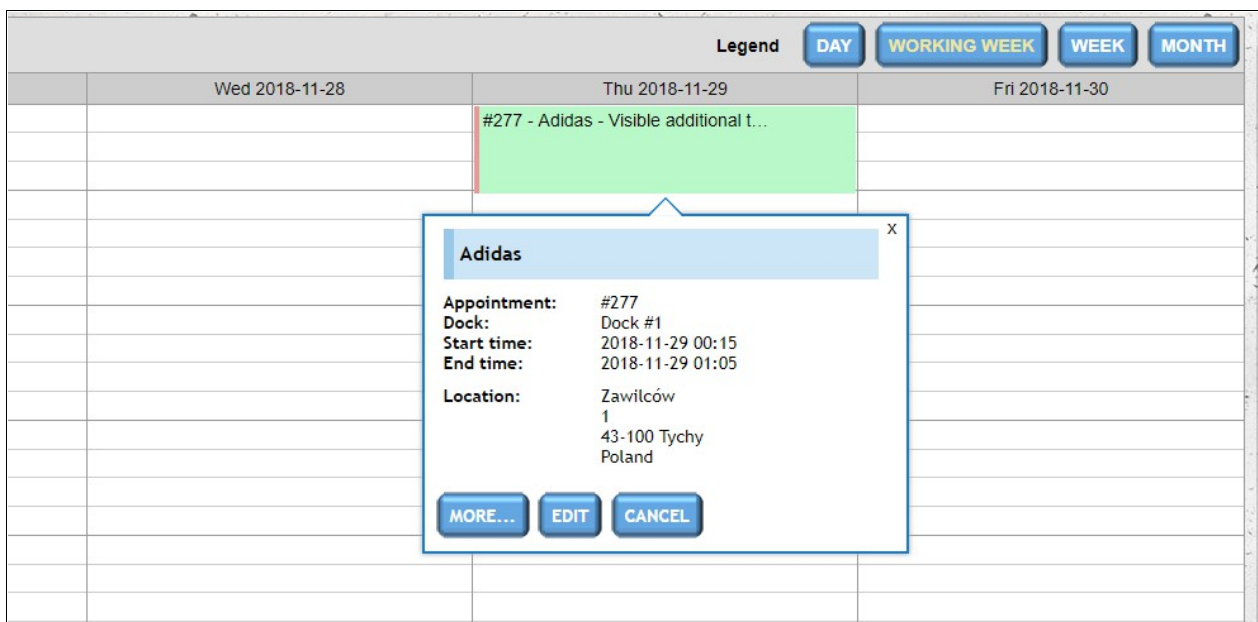 Legend DAY WORKING WEEK WEEK MONTH
Wed 2018-11-28 Thu 2018-11-29 Fri 2018-11-30
#277 - Adidas - Visible additional t...
X
Adidas
Appointment: #277
Dock: Dock #1
Start time: 2018-11-29 00:15
End time: 2018-11-29 01:05
Location: Zawilców
1
43-100 Tychy
Poland
MORE... EDIT CANCEL